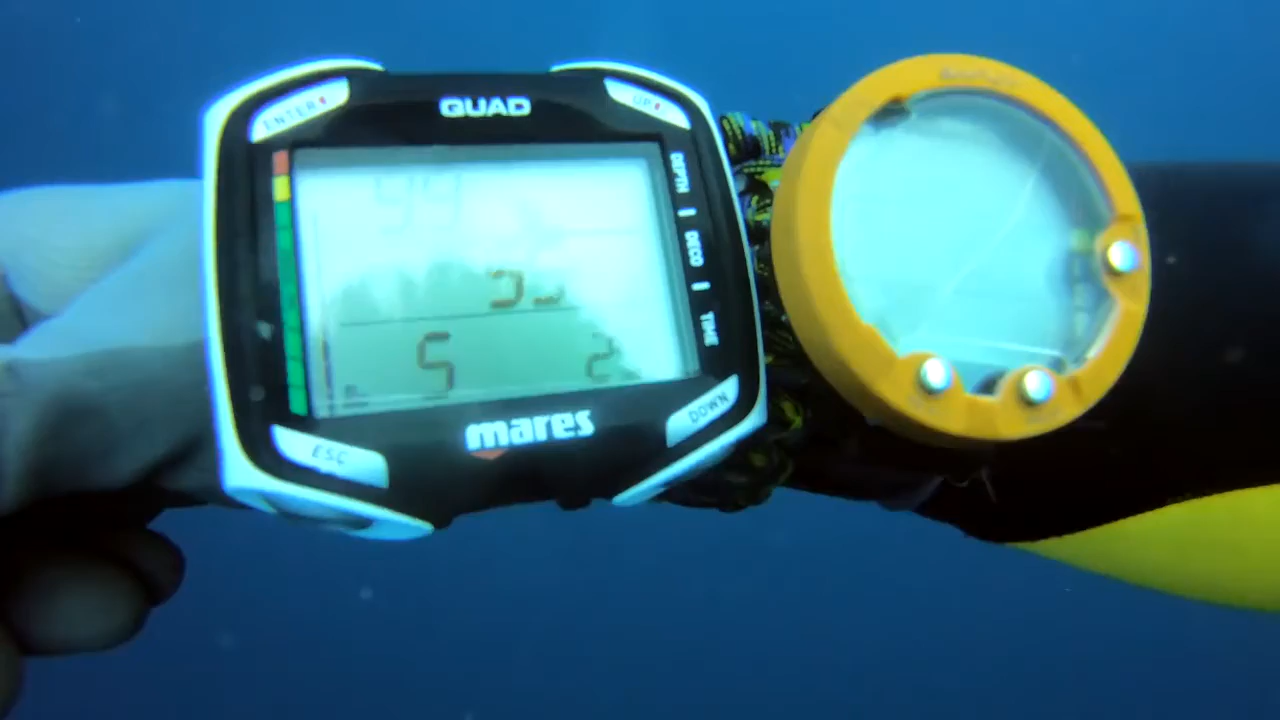 ENTER
QUAD
UP
DEPTH | DECO | TIME
5 2
ESC
mares
DOWN